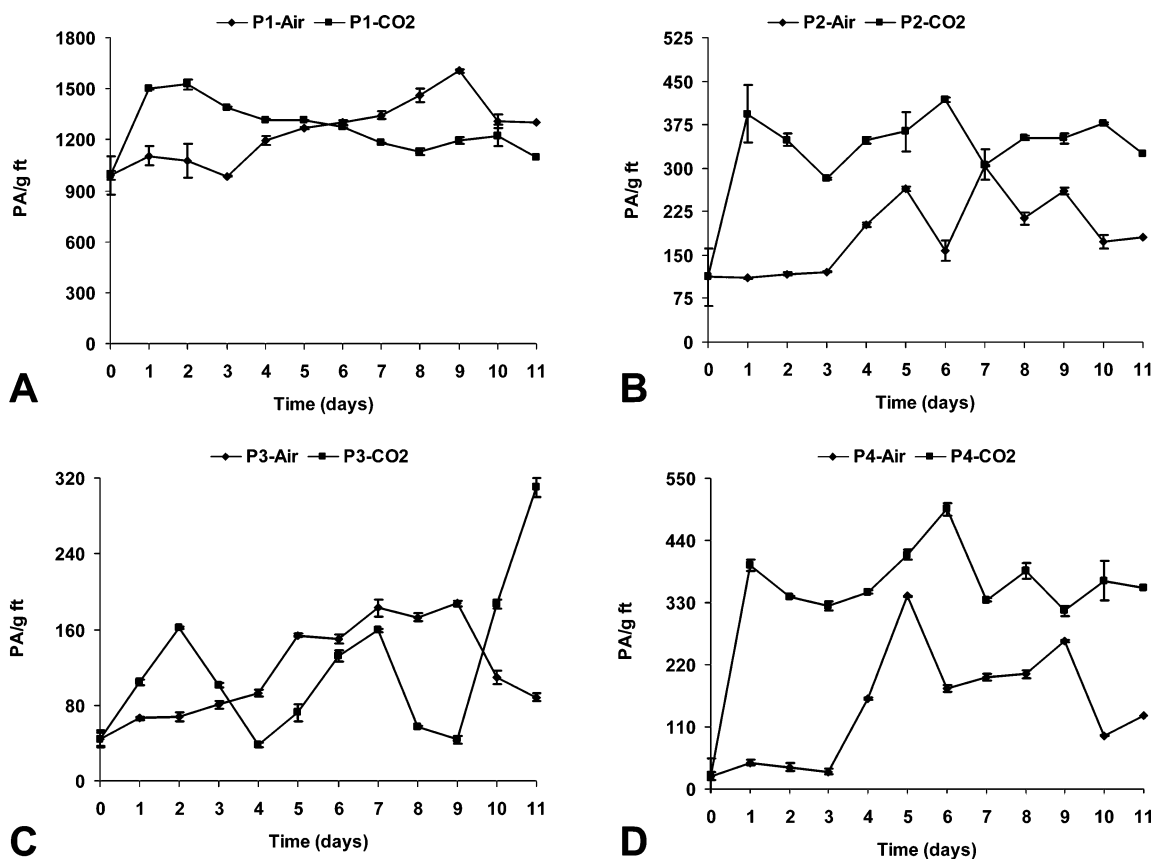 P1-Air P1-CO2
1800
1500
1200
900
600
300
0
PA/g ft
0 1 2 3 4 5 6 7 8 9 10 11
Time (days)
A
P2-Air P2-CO2
525
450
375
300
225
150
75
0
PA/g ft
0 1 2 3 4 5 6 7 8 9 10 11
Time (days)
B
P3-Air P3-CO2
320
240
160
80
0
PA/g ft
0 1 2 3 4 5 6 7 8 9 10 11
Time (days)
C
P4-Air P4-CO2
550
440
330
220
110
0
PA/g ft
0 1 2 3 4 5 6 7 8 9 10 11
Time (days)
D